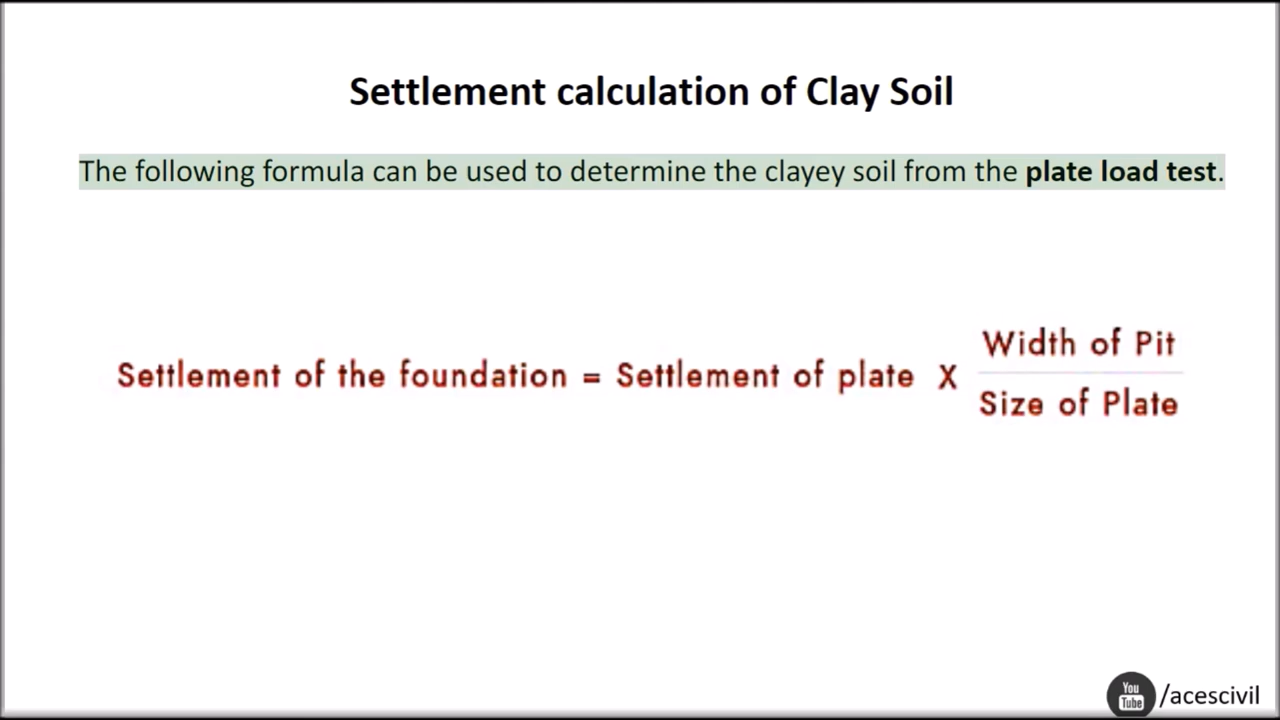 Settlement calculation of Clay Soil
The following formula can be used to determine the clayey soil from the plate load test.
Settlement of the foundation = Settlement of plate X Width of Pit
Size of Plate
You
Tube
/acescivil